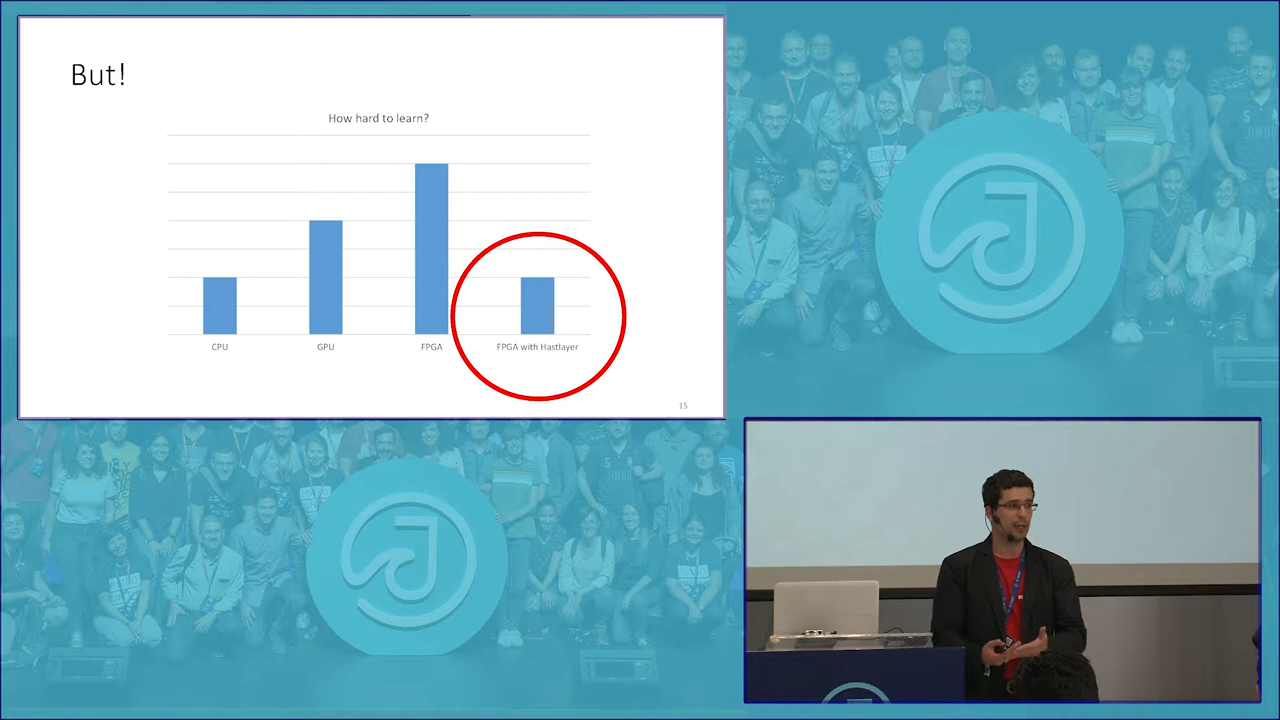 But!
How hard to learn?
CPU
GPU
FPGA
FPGA with Hastlayer
15